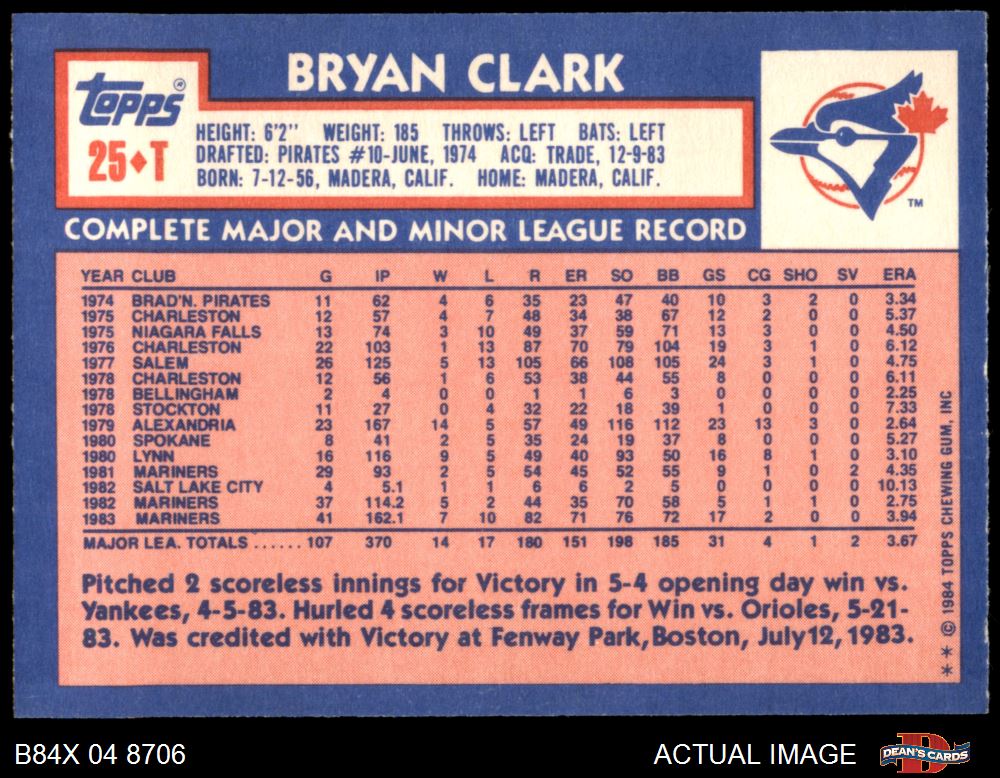 BRYAN CLARK
Topps®
25♦T
HEIGHT: 6'2" WEIGHT: 185 THROWS: LEFT BATS: LEFT
DRAFTED: PIRATES #10-JUNE, 1974 ACQ: TRADE, 12-9-83
BORN: 7-12-56, MADERA, CALIF. HOME: MADERA, CALIF.
TM
COMPLETE MAJOR AND MINOR LEAGUE RECORD
YEAR CLUB G IP W L R ER SO BB GS CG SHO SV ERA
1974 BRAD'N. PIRATES 11 62 4 6 35 23 47 40 10 3 2 0 3.34
1975 CHARLESTON 12 57 4 7 48 34 38 67 12 2 0 0 5.37
1975 NIAGARA FALLS 13 74 3 10 49 37 59 71 13 3 0 0 4.50
1976 CHARLESTON 22 103 1 13 87 70 79 104 19 3 1 0 6.12
1977 SALEM 26 125 5 13 105 66 108 105 24 3 1 0 4.75
1978 CHARLESTON 12 56 1 6 53 38 44 55 8 0 0 0 6.11
1978 BELLINGHAM 2 4 0 0 1 1 6 3 0 0 0 0 2.25
1978 STOCKTON 11 27 0 4 32 22 18 39 1 0 0 0 7.33
1979 ALEXANDRIA 23 167 14 5 57 49 116 112 23 13 3 0 2.64
1980 SPOKANE 8 41 2 5 35 24 19 37 8 0 0 0 5.27
1980 LYNN 16 116 9 5 49 40 93 50 16 8 1 0 3.10
1981 MARINERS 29 93 2 5 54 45 52 55 9 1 0 2 4.35
1982 SALT LAKE CITY 4 5.1 1 1 6 6 2 5 0 0 0 0 10.13
1982 MARINERS 37 114.2 5 2 44 35 70 58 5 1 1 0 2.75
1983 MARINERS 41 162.1 7 10 82 71 76 72 17 2 0 0 3.94
MAJOR LEA. TOTALS ...... 107 370 14 17 180 151 198 185 31 4 1 2 3.67
Pitched 2 scoreless innings for Victory in 5-4 opening day win vs.
Yankees, 4-5-83. Hurled 4 scoreless frames for Win vs. Orioles, 5-21-
83. Was credited with Victory at Fenway Park, Boston, July 12, 1983.
** © 1984 TOPPS CHEWING GUM, INC
B84X 04 8706
ACTUAL IMAGE
DEAN'S CARDS